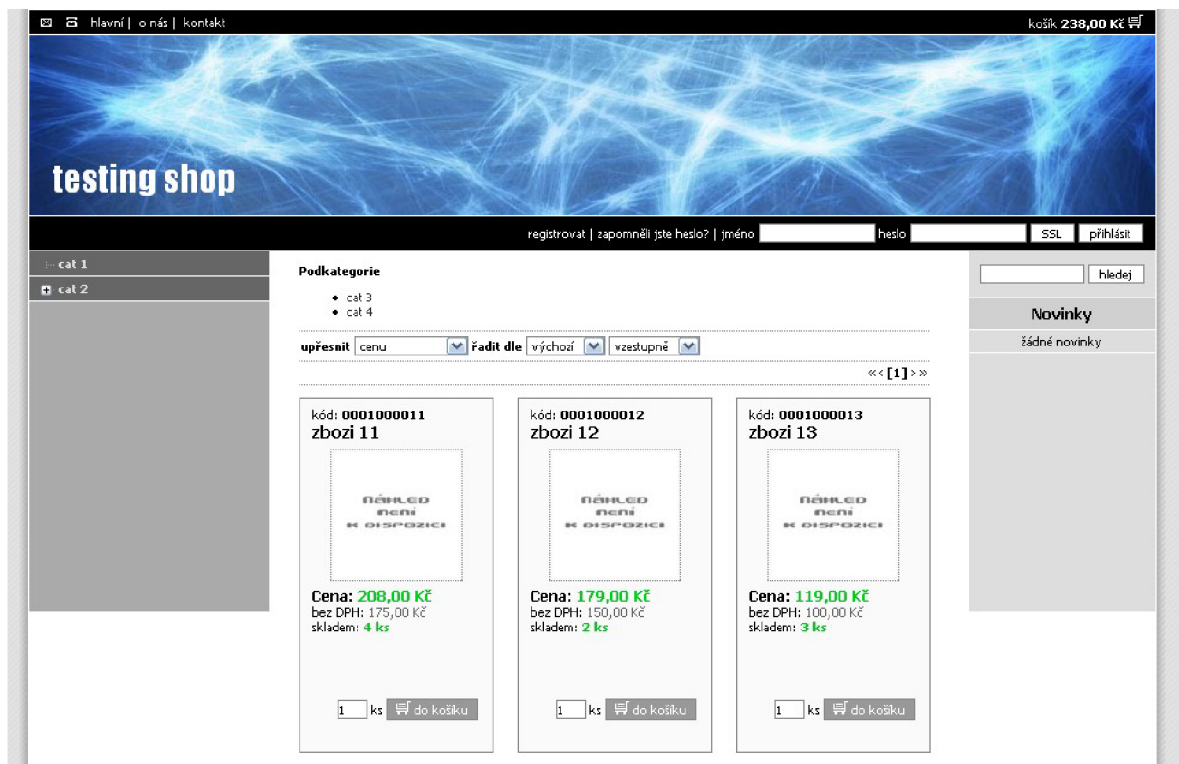 hlavní | o nás | kontakt
košík 238,00 Kč
testing shop
registrovat | zapomněli jste heslo? | jméno heslo SSL přihlásit
cat 1
cat 2
Podkategorie
cat 3
cat 4
upřesnit cenu řadit dle výchozí vzestupně
«‹ [1] › »
hledej
Novinky
žádné novinky
kód: 0001000011
zbozi 11
NÁHLED
NENÍ
K DISPOZICI
Cena: 208,00 Kč
bez DPH: 175,00 Kč
skladem: 4 ks
1 ks do košíku
kód: 0001000012
zbozi 12
NÁHLED
NENÍ
K DISPOZICI
Cena: 179,00 Kč
bez DPH: 150,00 Kč
skladem: 2 ks
1 ks do košíku
kód: 0001000013
zbozi 13
NÁHLED
NENÍ
K DISPOZICI
Cena: 119,00 Kč
bez DPH: 100,00 Kč
skladem: 3 ks
1 ks do košíku